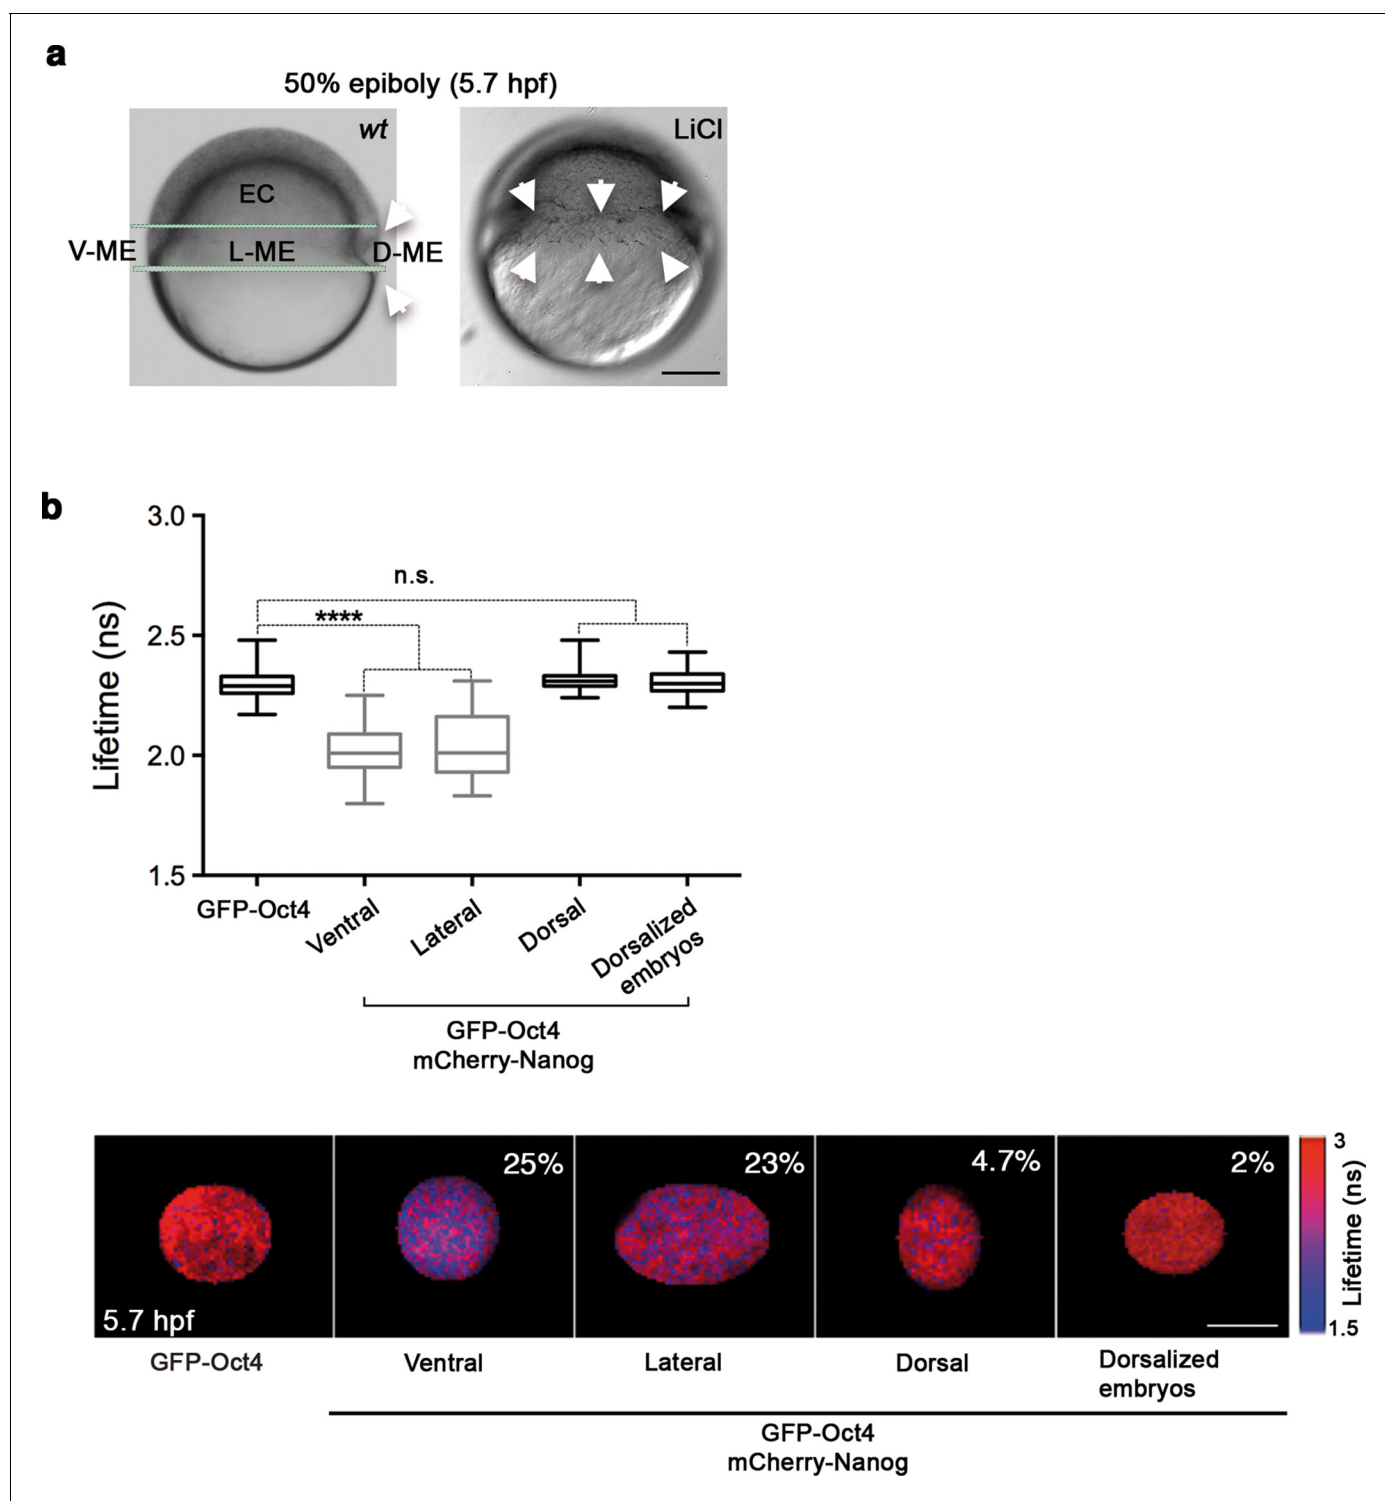 a
50% epiboly (5.7 hpf)
wt
LiCl
EC
V-ME
L-ME
D-ME
b
3.0
2.5
2.0
1.5
Lifetime (ns)
n.s.
****
GFP-Oct4
Ventral
Lateral
Dorsal
Dorsalized
embryos
GFP-Oct4
mCherry-Nanog
25%
23%
4.7%
2%
5.7 hpf
3
Lifetime (ns)
1.5
GFP-Oct4
Ventral
Lateral
Dorsal
Dorsalized
embryos
GFP-Oct4
mCherry-Nanog